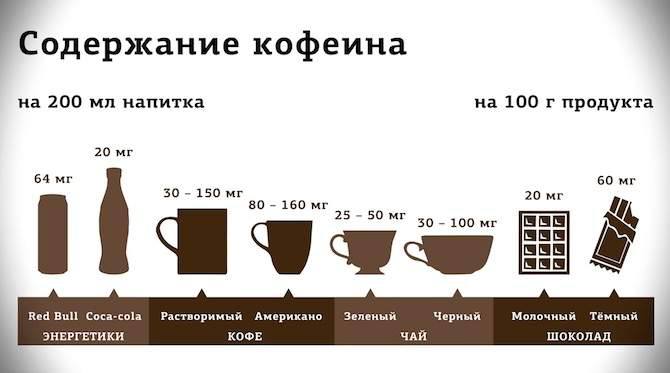 Содержание кофеина
на 200 мл напитка
на 100 г продукта
64 мг
20 мг
30 – 150 мг
80 – 160 мг
25 – 50 мг
30 – 100 мг
20 мг
60 мг
Red Bull Coca-cola Растворимый Американо Зеленый Черный Молочный Тёмный
ЭНЕРГЕТИКИ КОФЕ ЧАЙ ШОКОЛАД